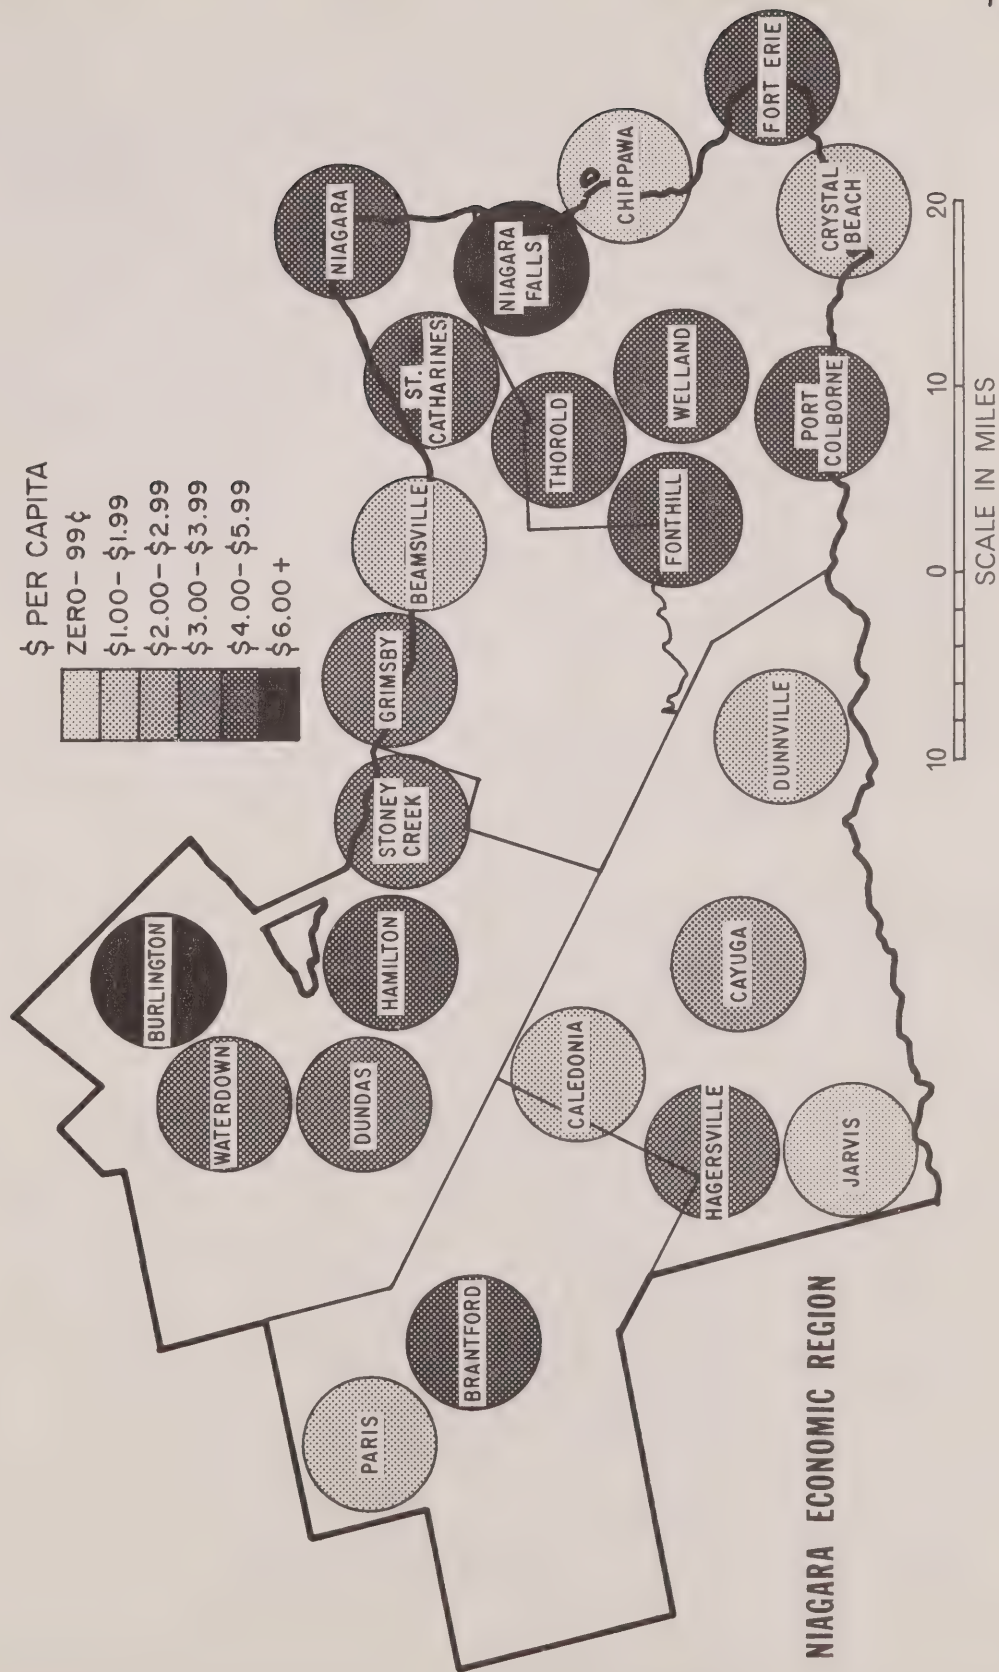 $ PER CAPITA
ZERO - 99¢
$1.00 - $1.99
$2.00 - $2.99
$3.00 - $3.99
$4.00 - $5.99
$6.00 +
BURLINGTON
WATERDOWN
DUNDAS
HAMILTON
STONEY
CREEK
GRIMSBY
BEAMSVILLE
ST.
CATHARINES
NIAGARA
NIAGARA
FALLS
CHIPPAWA
FORT ERIE
CRYSTAL
BEACH
THOROLD
WELLAND
FONTHILL
PORT
COLBORNE
PARIS
BRANTFORD
CALEDONIA
HAGERSVILLE
JARVIS
CAYUGA
DUNNVILLE
NIAGARA ECONOMIC REGION
10 0 10 20
SCALE IN MILES